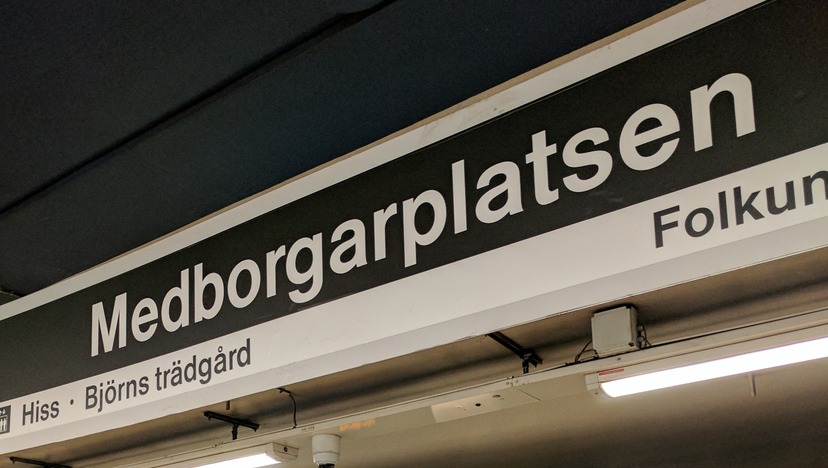 Medborgarplatsen
Hiss · Björns trädgård